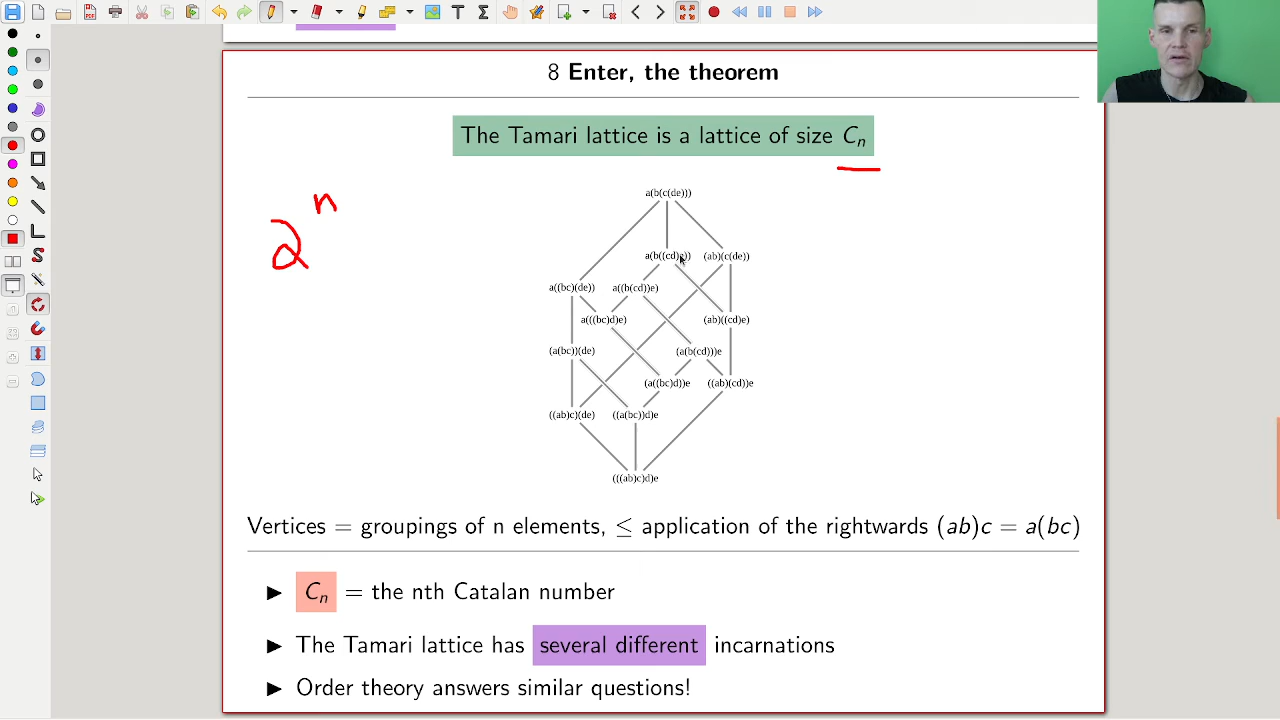 8 Enter, the theorem
The Tamari lattice is a lattice of size Cₙ
2ⁿ
a(b(c(de)))
a(b((cd)e)) (ab)(c(de))
a((bc)(de)) a((b(cd))e)
a(((bc)d)e) (ab)((cd)e)
(a(bc))(de) (a(b(cd)))e
(a((bc)d))e ((ab)(cd))e
((ab)c)(de) ((a(bc))d)e
(((ab)c)d)e
Vertices = groupings of n elements, ≤ application of the rightwards (ab)c = a(bc)
► Cₙ = the nth Catalan number
► The Tamari lattice has several different incarnations
► Order theory answers similar questions!